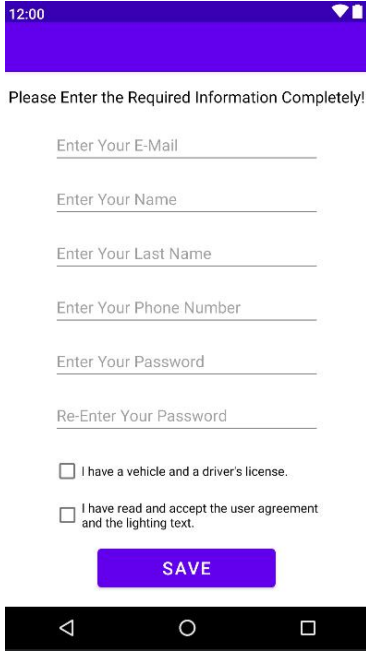 12:00
Please Enter the Required Information Completely!
Enter Your E-Mail
Enter Your Name
Enter Your Last Name
Enter Your Phone Number
Enter Your Password
Re-Enter Your Password
I have a vehicle and a driver's license.
I have read and accept the user agreement
and the lighting text.
SAVE